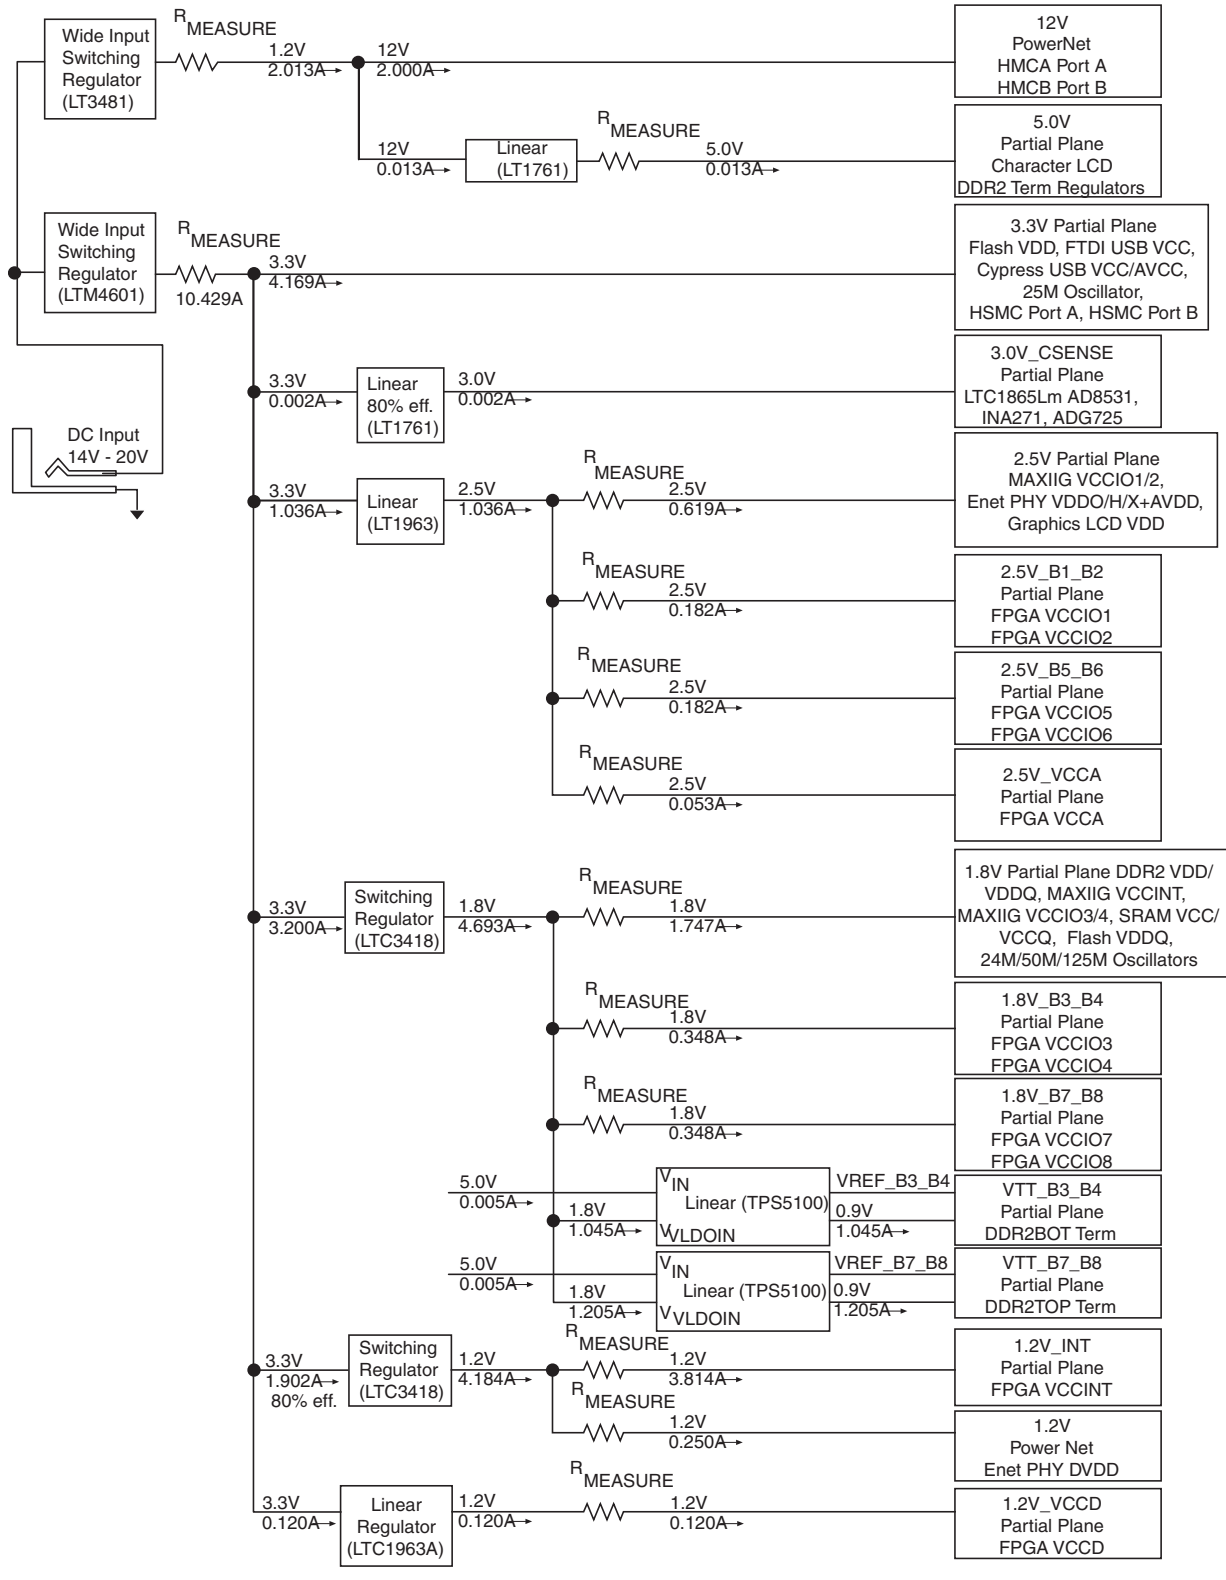 Wide Input
Switching
Regulator
(LT3481)
R
MEASURE
1.2V
2.013A
12V
2.000A
12V
PowerNet
HMCA Port A
HMCB Port B
12V
0.013A
Linear
(LT1761)
R
MEASURE
5.0V
0.013A
5.0V
Partial Plane
Character LCD
DDR2 Term Regulators
Wide Input
Switching
Regulator
(LTM4601)
R
MEASURE
10.429A
3.3V
4.169A
3.3V Partial Plane
Flash VDD, FTDI USB VCC,
Cypress USB VCC/AVCC,
25M Oscillator,
HSMC Port A, HSMC Port B
3.3V
0.002A
Linear
80% eff.
(LT1761)
3.0V
0.002A
3.0V_CSENSE
Partial Plane
LTC1865Lm AD8531,
INA271, ADG725
DC Input
14V - 20V
3.3V
1.036A
Linear
(LT1963)
2.5V
1.036A
R
MEASURE
2.5V
0.619A
2.5V Partial Plane
MAXIIG VCCIO1/2,
Enet PHY VDDO/H/X+AVDD,
Graphics LCD VDD
R
MEASURE
2.5V
0.182A
2.5V_B1_B2
Partial Plane
FPGA VCCIO1
FPGA VCCIO2
R
MEASURE
2.5V
0.182A
2.5V_B5_B6
Partial Plane
FPGA VCCIO5
FPGA VCCIO6
R
MEASURE
2.5V
0.053A
2.5V_VCCA
Partial Plane
FPGA VCCA
3.3V
3.200A
Switching
Regulator
(LTC3418)
1.8V
4.693A
R
MEASURE
1.8V
1.747A
1.8V Partial Plane DDR2 VDD/
VDDQ, MAXIIG VCCINT,
MAXIIG VCCIO3/4, SRAM VCC/
VCCQ, Flash VDDQ,
24M/50M/125M Oscillators
R
MEASURE
1.8V
0.348A
1.8V_B3_B4
Partial Plane
FPGA VCCIO3
FPGA VCCIO4
R
MEASURE
1.8V
0.348A
1.8V_B7_B8
Partial Plane
FPGA VCCIO7
FPGA VCCIO8
5.0V
0.005A
1.8V
1.045A
VIN
Linear (TPS5100)
VVLDOIN
VREF_B3_B4
0.9V
1.045A
VTT_B3_B4
Partial Plane
DDR2BOT Term
5.0V
0.005A
1.8V
1.205A
VIN
Linear (TPS5100)
VVLDOIN
VREF_B7_B8
0.9V
1.205A
VTT_B7_B8
Partial Plane
DDR2TOP Term
3.3V
1.902A
80% eff.
Switching
Regulator
(LTC3418)
1.2V
4.184A
R
MEASURE
1.2V
3.814A
1.2V_INT
Partial Plane
FPGA VCCINT
R
MEASURE
1.2V
0.250A
1.2V
Power Net
Enet PHY DVDD
3.3V
0.120A
Linear
Regulator
(LTC1963A)
1.2V
0.120A
R
MEASURE
1.2V
0.120A
1.2V_VCCD
Partial Plane
FPGA VCCD